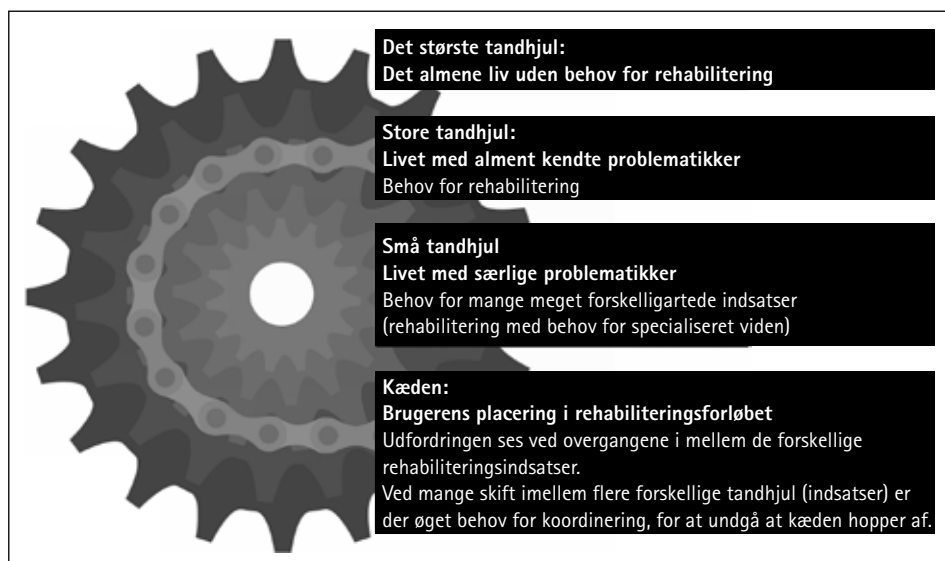 Det største tandhjul:
Det almene liv uden behov for rehabilitering
Store tandhjul:
Livet med alment kendte problematikker
Behov for rehabilitering
Små tandhjul
Livet med særlige problematikker
Behov for mange meget forskelligartede indsatser
(rehabilitering med behov for specialiseret viden)
Kæden:
Brugerens placering i rehabiliteringsforløbet
Udfordringen ses ved overgangene i mellem de forskellige
rehabiliteringsindsatser.
Ved mange skift imellem flere forskellige tandhjul (indsatser) er
der øget behov for koordinering, for at undgå at kæden hopper af.